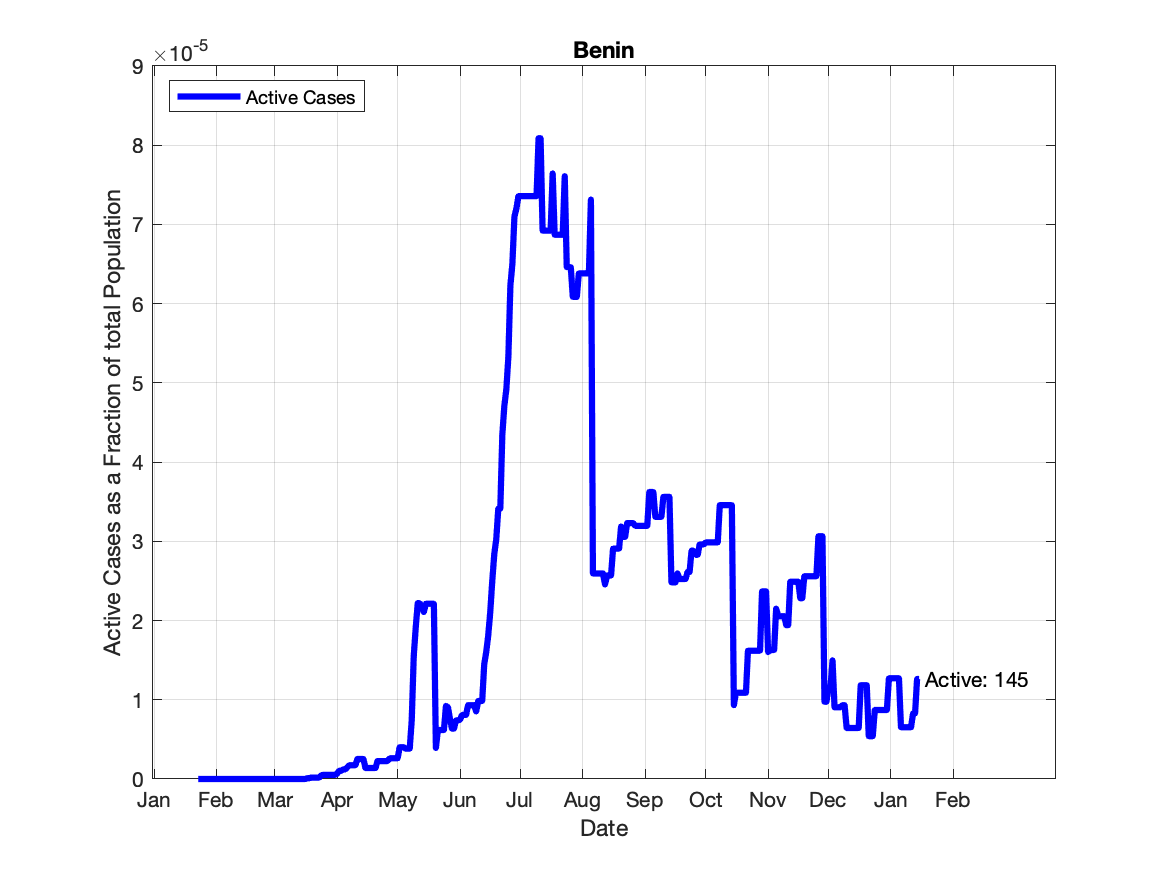 Benin
×10-5
Active Cases
9
8
7
6
5
4
3
2
1
0
Active Cases as a Fraction of total Population
Active: 145
Jan Feb Mar Apr May Jun Jul Aug Sep Oct Nov Dec Jan Feb
Date